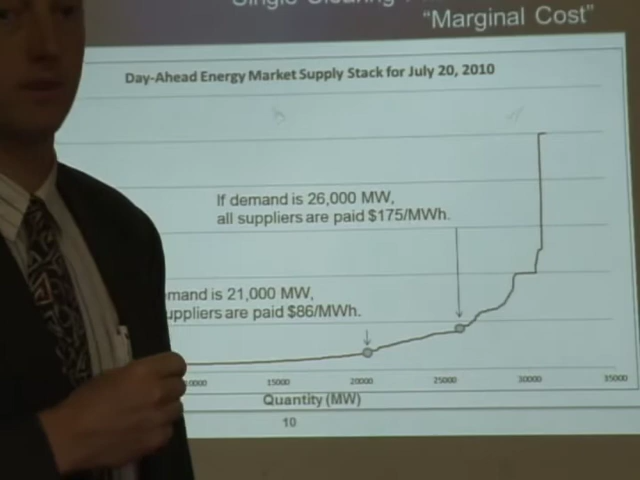 "Marginal Cost"
Day-Ahead Energy Market Supply Stack for July 20, 2010
If demand is 26,000 MW,
all suppliers are paid $175/MWh.
is 21,000 MW,
are paid $86/MWh.
15000 20000 25000 30000 35000
Quantity (MW)
10